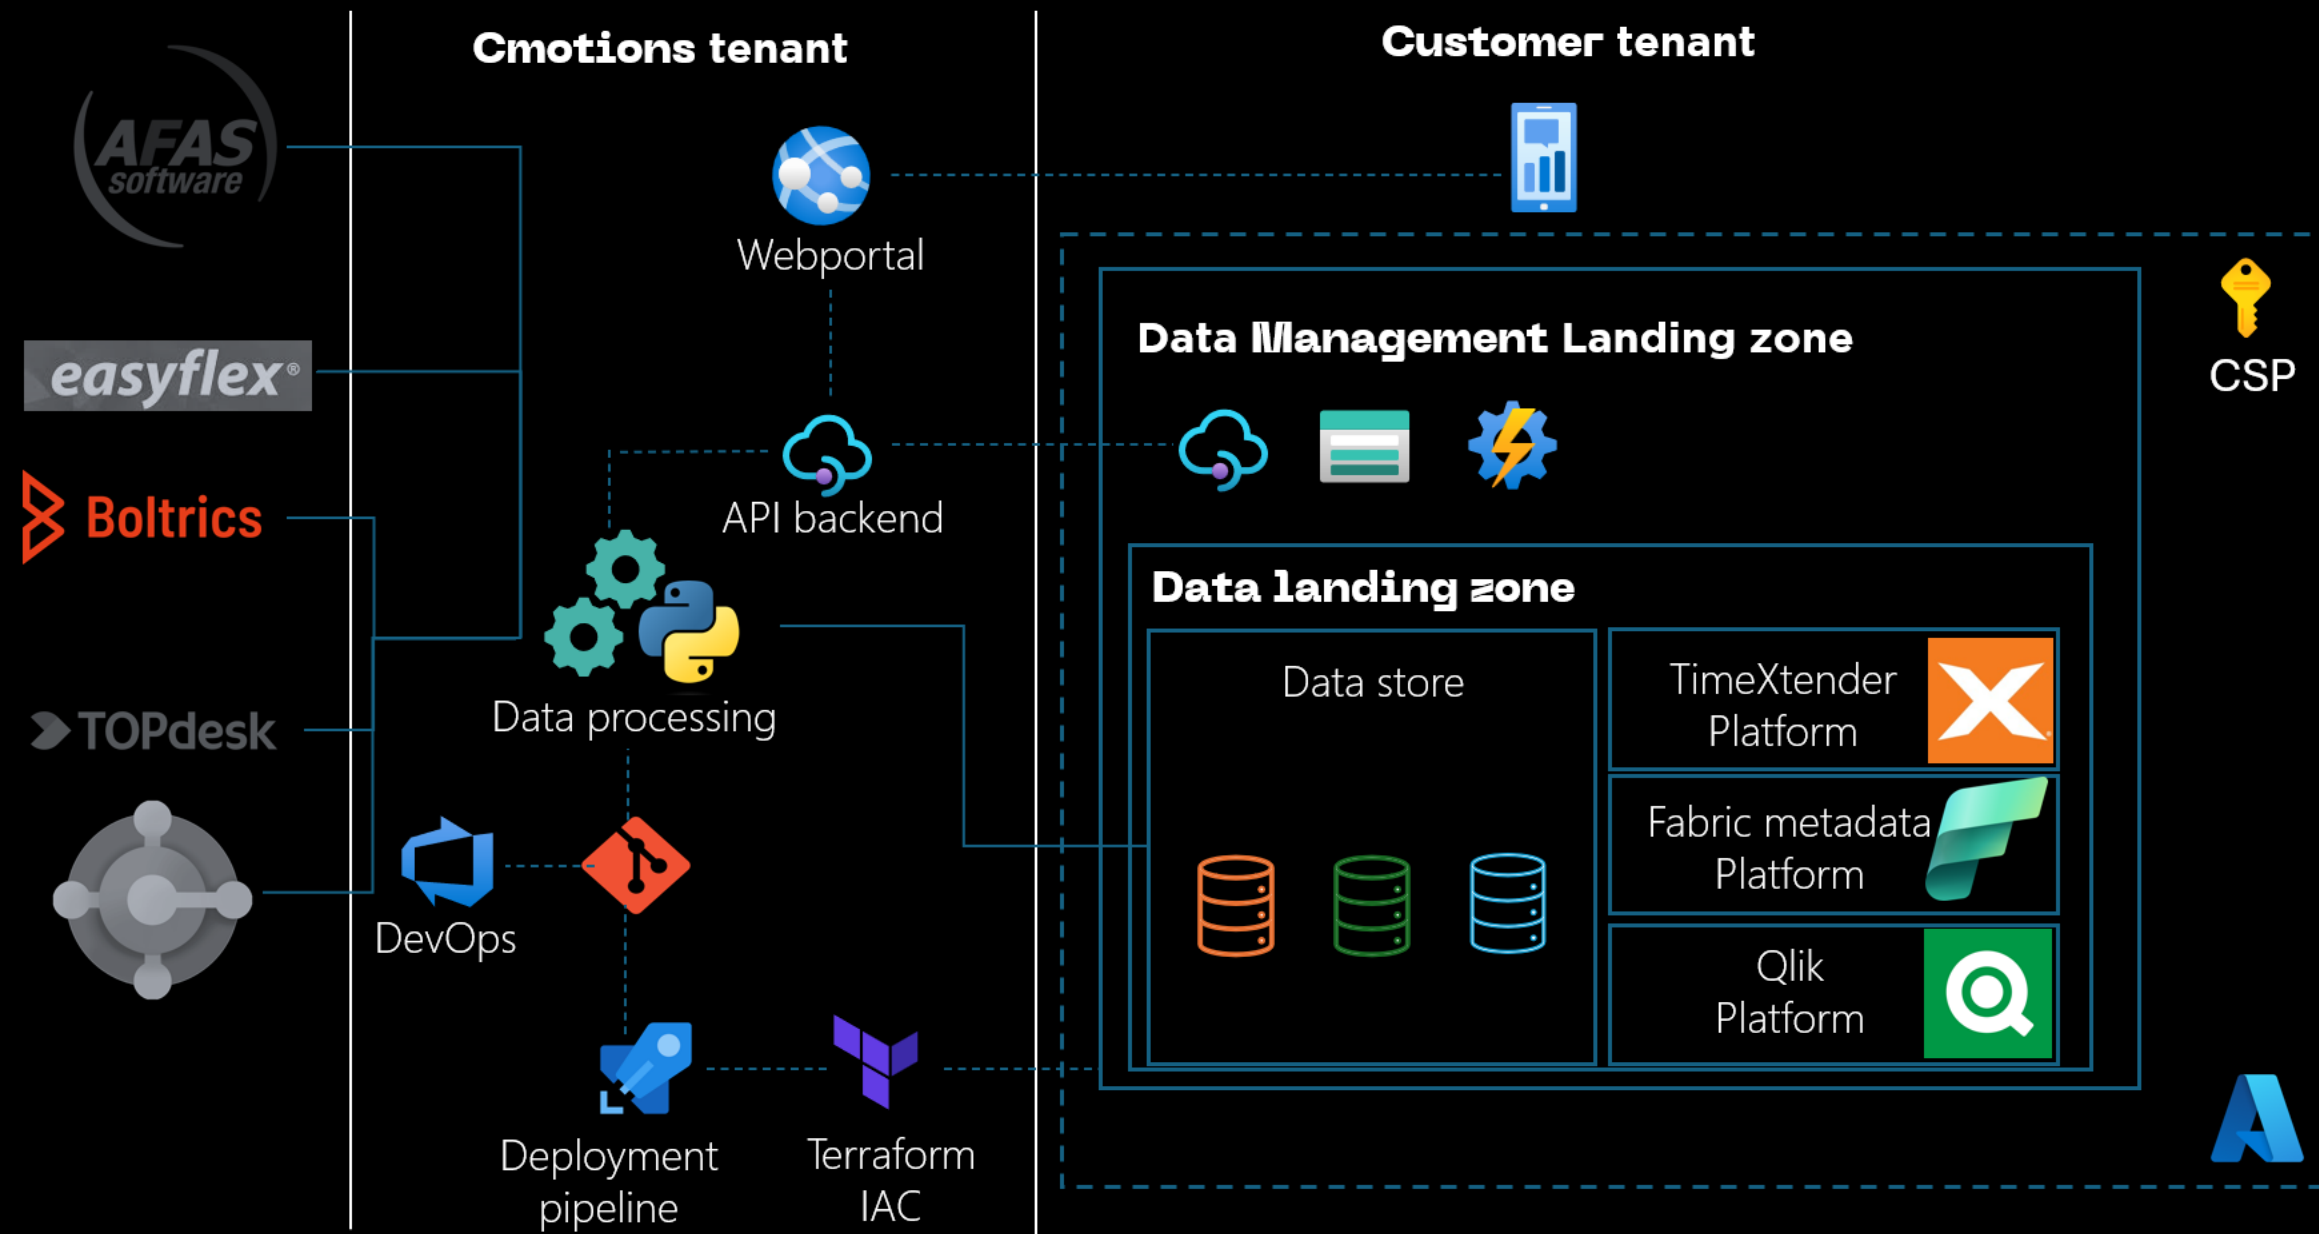 Cmotions tenant
Customer tenant
AFAS
software
Webportal
easyflex®
Data Management Landing zone
CSP
Boltrics
API backend
Data landing zone
Data store
TimeXtender
Platform
TOPdesk
Data processing
Fabric metadata
Platform
DevOps
Qlik
Platform
Deployment
pipeline
Terraform
IAC